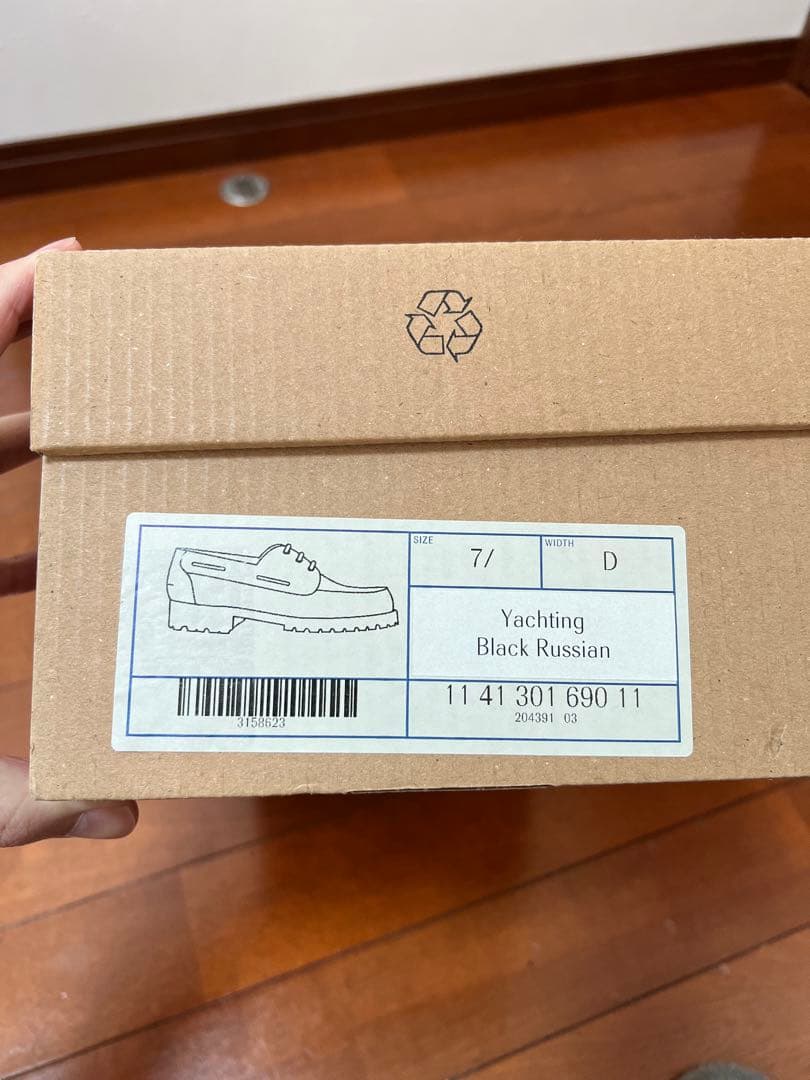 SIZE
7/
WIDTH
D
Yachting
Black Russian
3158623
11 41 301 690 11
204391 03